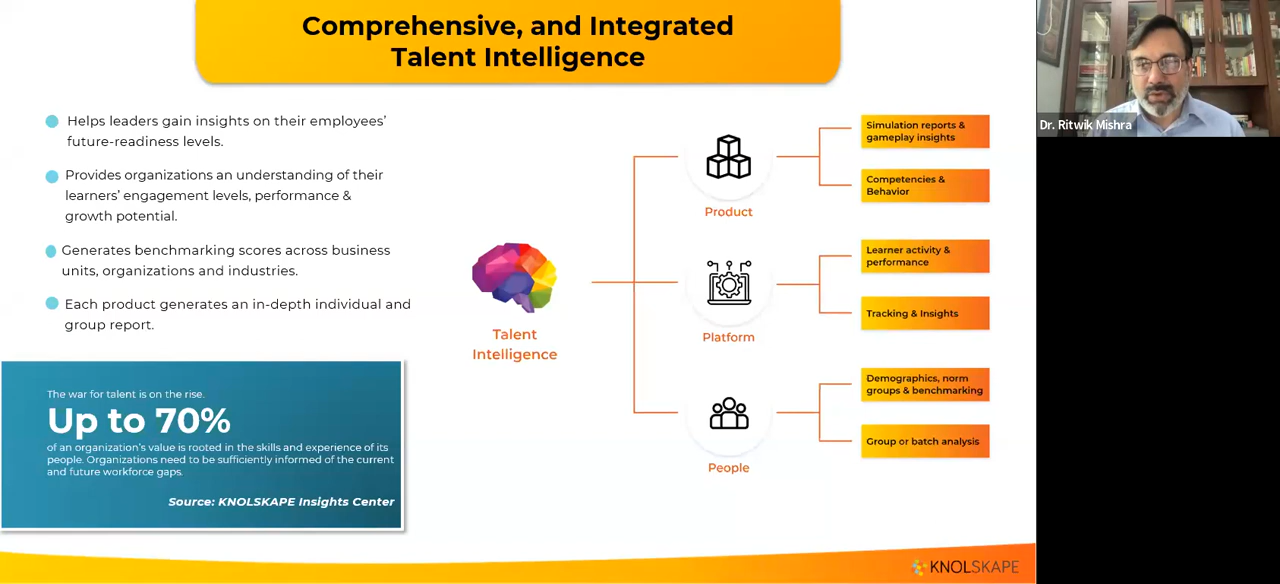 Comprehensive, and Integrated
Talent Intelligence
Helps leaders gain insights on their employees'
future-readiness levels.
Provides organizations an understanding of their
learners' engagement levels, performance &
growth potential.
Generates benchmarking scores across business
units, organizations and industries.
Each product generates an in-depth individual and
group report.
The war for talent is on the rise.
Up to 70%
of an organization's value is rooted in the skills and experience of its
people. Organizations need to be sufficiently informed of the current
and future workforce gaps.
Source: KNOLSKAPE Insights Center
Talent
Intelligence
Product
Simulation reports &
gameplay insights
Competencies &
Behavior
Platform
Learner activity &
performance
Tracking & Insights
People
Demographics, norm
groups & benchmarking
Group or batch analysis
KNOLSKAPE
Dr. Ritwik Mishra